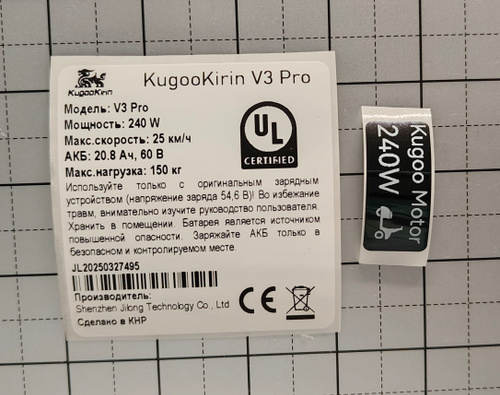 KugooKirin
KugooKirin V3 Pro
Модель: V3 Pro
Мощность: 240 W
Макс.скорость: 25 км/ч
АКБ: 20.8 Ач, 60 В
Макс.нагрузка: 150 кг
UL
CERTIFIED
Используйте только с оригинальным зарядным
устройством (напряжение заряда 54,6 В)! Во избежание
травм, внимательно изучите руководство пользователя.
Хранить в помещении. Батарея является источником
повышенной опасности. Заряжайте АКБ только в
безопасном и контролируемом месте.
JL20250327495
Производитель:
Shenzhen Jilong Technology Co., Ltd
Сделано в КНР
CE
Kugoo Motor
240W